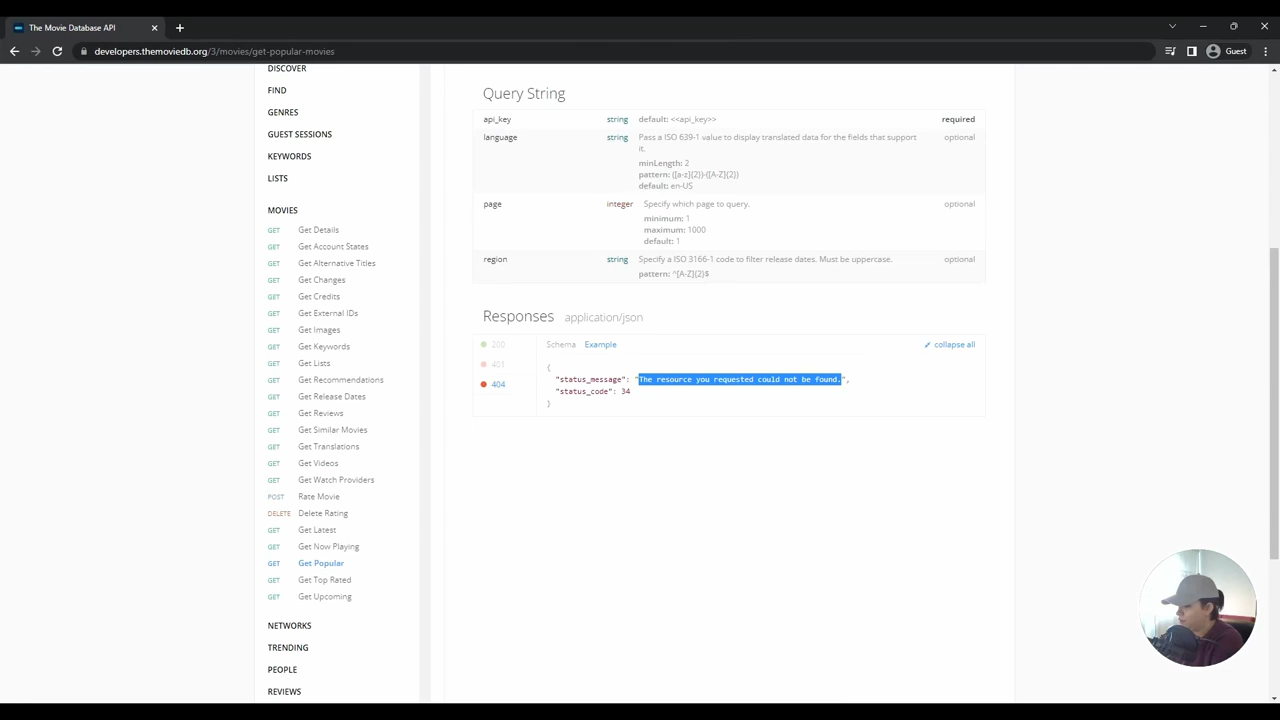 The Movie Database API
developers.themoviedb.org/3/movies/get-popular-movies
Guest
DISCOVER
FIND
GENRES
GUEST SESSIONS
KEYWORDS
LISTS
MOVIES
GET Get Details
GET Get Account States
GET Get Alternative Titles
GET Get Changes
GET Get Credits
GET Get External IDs
GET Get Images
GET Get Keywords
GET Get Lists
GET Get Recommendations
GET Get Release Dates
GET Get Reviews
GET Get Similar Movies
GET Get Translations
GET Get Videos
GET Get Watch Providers
POST Rate Movie
DELETE Delete Rating
GET Get Latest
GET Get Now Playing
GET Get Popular
GET Get Top Rated
GET Get Upcoming
NETWORKS
TRENDING
PEOPLE
REVIEWS
Query String
api_key string default: <<api_key>> required
language string Pass a ISO 639-1 value to display translated data for the fields that support optional
it.
minLength: 2
pattern: ([a-z]{2})-([A-Z]{2})
default: en-US
page integer Specify which page to query. optional
minimum: 1
maximum: 1000
default: 1
region string Specify a ISO 3166-1 code to filter release dates. Must be uppercase. optional
pattern: ^[A-Z]{2}$
Responses application/json
200 Schema Example collapse all
401
404
{
"status_message": "The resource you requested could not be found.",
"status_code": 34
}